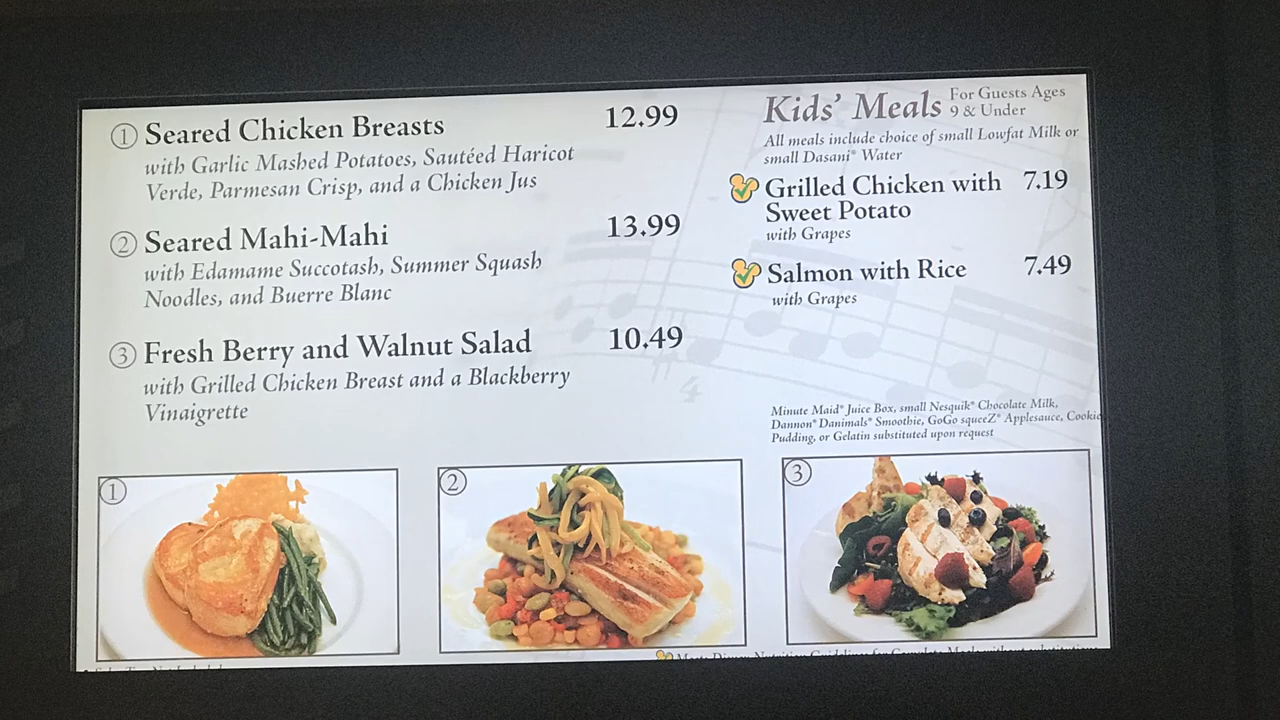 ① Seared Chicken Breasts 12.99
with Garlic Mashed Potatoes, Sautéed Haricot
Verde, Parmesan Crisp, and a Chicken Jus
② Seared Mahi-Mahi 13.99
with Edamame Succotash, Summer Squash
Noodles, and Buerre Blanc
③ Fresh Berry and Walnut Salad 10.49
with Grilled Chicken Breast and a Blackberry
Vinaigrette
Kids' Meals For Guests Ages
9 & Under
All meals include choice of small Lowfat Milk or
small Dasani® Water
Grilled Chicken with 7.19
Sweet Potato
with Grapes
Salmon with Rice 7.49
with Grapes
Minute Maid® Juice Box, small Nesquik® Chocolate Milk,
Dannon® Danimals® Smoothie, GoGo squeeZ® Applesauce, Cookie
Pudding, or Gelatin substituted upon request
①
②
③